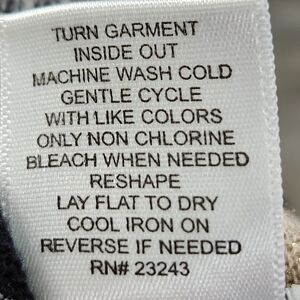 TURN GARMENT
INSIDE OUT
MACHINE WASH COLD
GENTLE CYCLE
WITH LIKE COLORS
ONLY NON CHLORINE
BLEACH WHEN NEEDED
RESHAPE
LAY FLAT TO DRY
COOL IRON ON
REVERSE IF NEEDED
RN# 23243